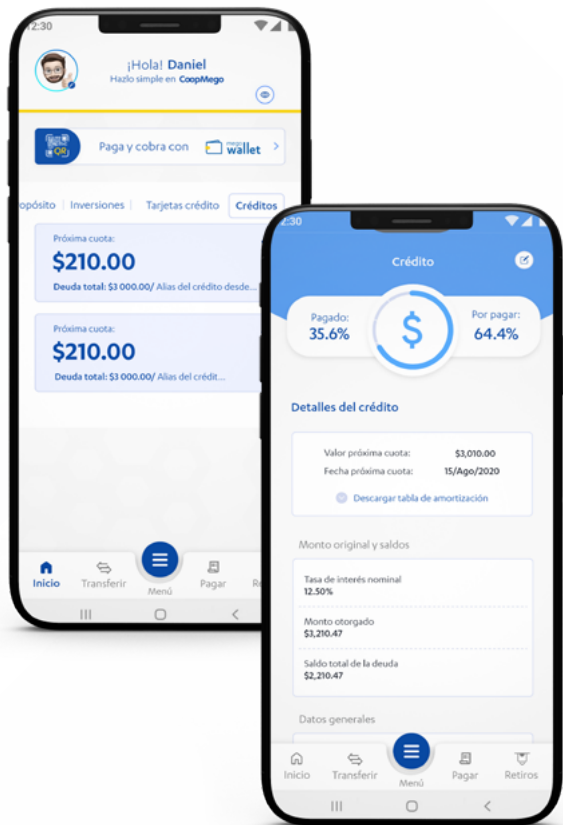 2:30
¡Hola! Daniel
Hazlo simple en CoopMego
QR
Paga y cobra con mego wallet >
opósito | Inversiones | Tarjetas crédito Créditos
Próxima cuota:
$210.00
Deuda total: $3 000.00/ Alias del crédito desde...
Próxima cuota:
$210.00
Deuda total: $3 000.00/ Alias del crédit...
Inicio Transferir Menú Pagar Re
2:30
Crédito
Pagado:
35.6%
$
Por pagar:
64.4%
Detalles del crédito
Valor próxima cuota: $3,010.00
Fecha próxima cuota: 15/Ago/2020
Descargar tabla de amortización
Monto original y saldos
Tasa de interés nominal
12.50%
Monto otorgado
$3,210.47
Saldo total de la deuda
$2,210.47
Datos generales
Inicio Transferir Menú Pagar Retiros